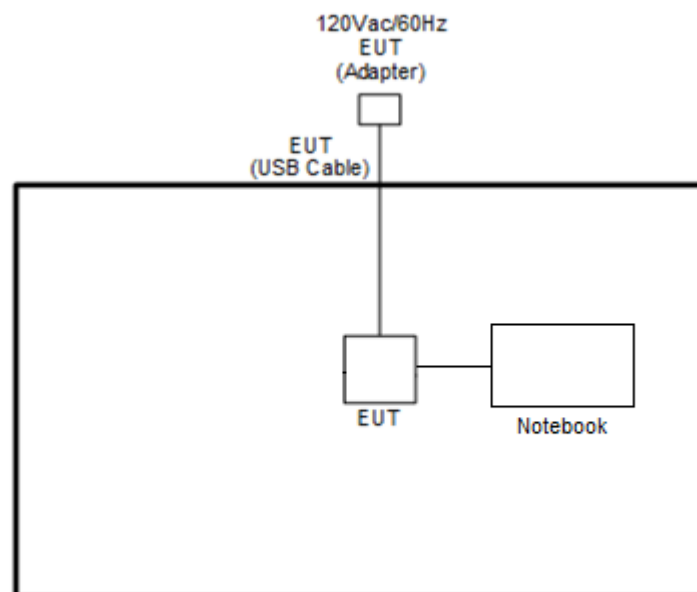 120Vac/60Hz
EUT
(Adapter)
EUT
(USB Cable)
EUT
Notebook